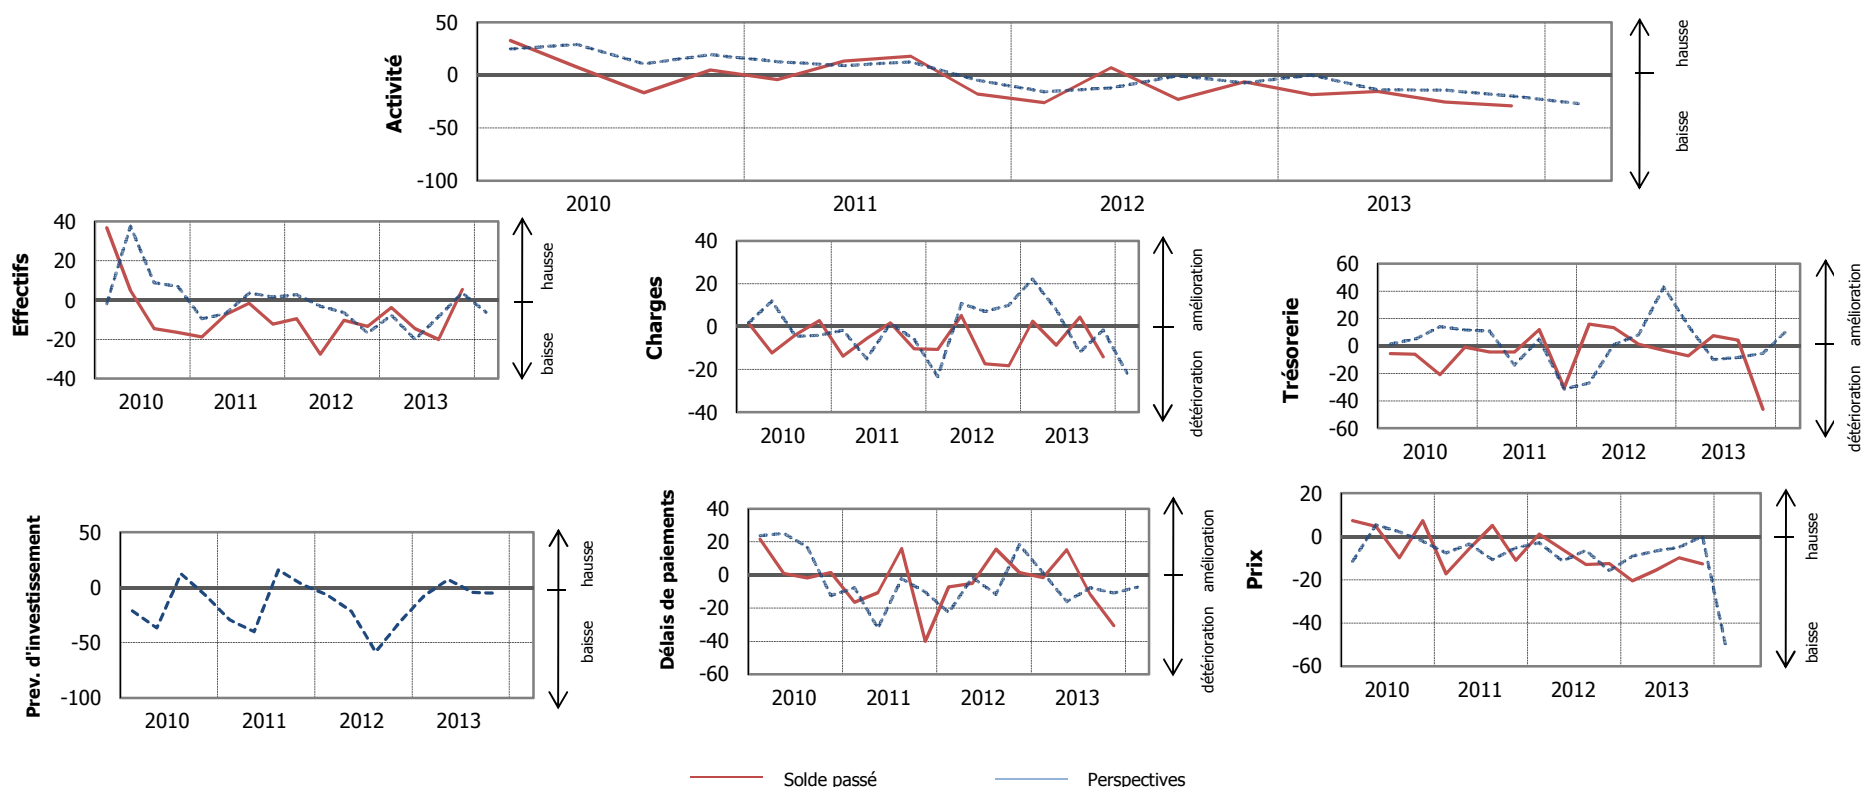 Activité
50
0
-50
-100
2010 2011 2012 2013
hausse
baisse
Effectifs
40
20
0
-20
-40
2010 2011 2012 2013
hausse
baisse
Charges
40
20
0
-20
-40
2010 2011 2012 2013
amélioration
détérioration
Trésorerie
60
40
20
0
-20
-40
-60
2010 2011 2012 2013
amélioration
détérioration
Prev. d'investissement
50
0
-50
-100
2010 2011 2012 2013
hausse
baisse
Délais de paiements
40
20
0
-20
-40
-60
2010 2011 2012 2013
amélioration
détérioration
Prix
20
0
-20
-40
-60
2010 2011 2012 2013
hausse
baisse
Solde passé Perspectives